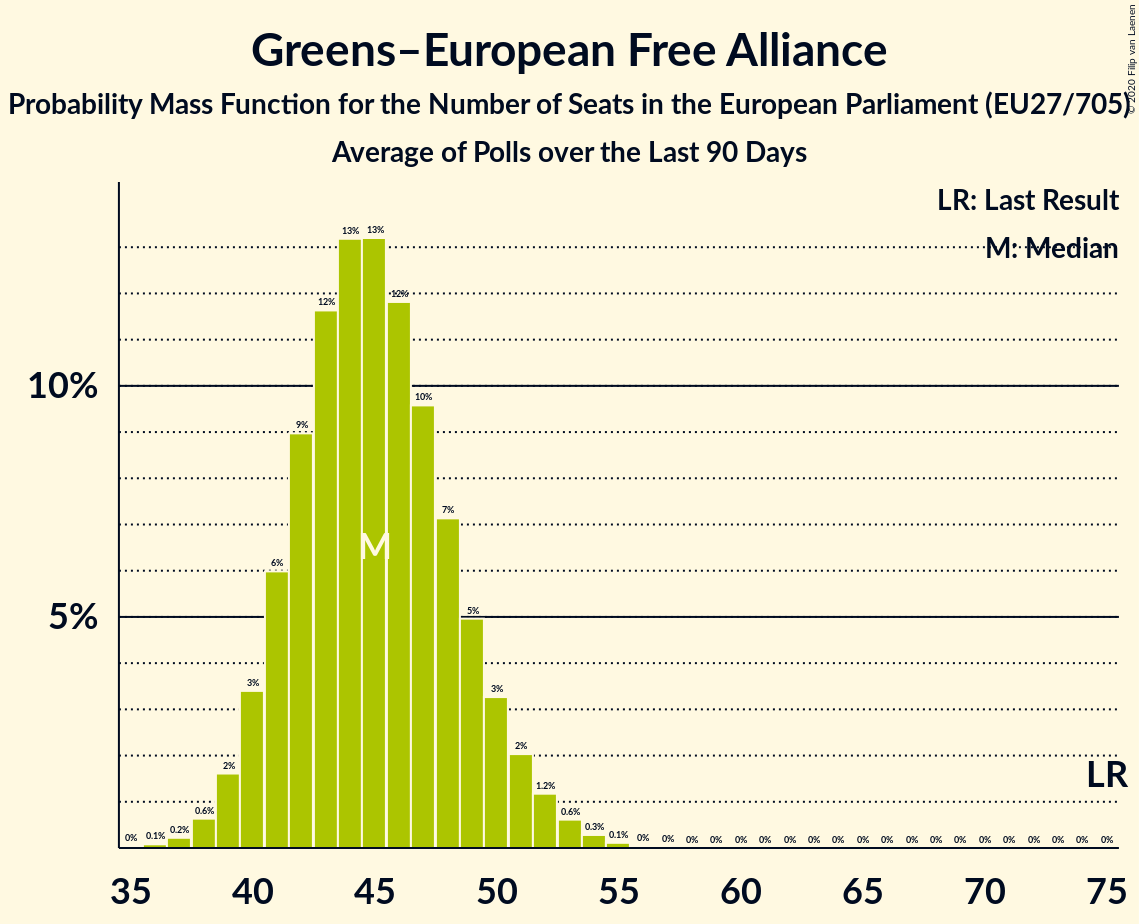 Greens–European Free Alliance
Probability Mass Function for the Number of Seats in the European Parliament (EU27/705)
Average of Polls over the Last 90 Days
© 2020 Filip van Laenen
LR: Last Result
M: Median
13% 13%
12% 12%
10%
10%
9%
7%
M
6%
5%
5%
3% 3%
2% 2%
LR
1.2%
0.6% 0.6%
0% 0.1% 0.2% 0.3% 0.1% 0% 0% 0% 0% 0% 0% 0% 0% 0% 0% 0% 0% 0% 0% 0% 0% 0% 0% 0% 0%
35 40 45 50 55 60 65 70 75